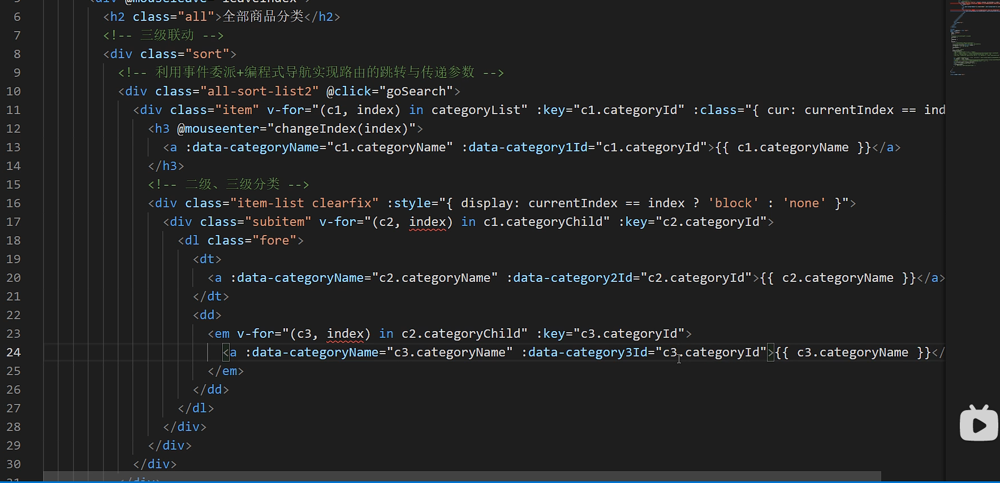 <div @mouseleave="leaveIndex">
6 <h2 class="all">全部商品分类</h2>
7 <!-- 三级联动 -->
8 <div class="sort">
9 <!-- 利用事件委派+编程式导航实现路由的跳转与传递参数 -->
10 <div class="all-sort-list2" @click="goSearch">
11 <div class="item" v-for="(c1, index) in categoryList" :key="c1.categoryId" :class="{ cur: currentIndex == ind
12 <h3 @mouseenter="changeIndex(index)">
13 <a :data-categoryName="c1.categoryName" :data-category1Id="c1.categoryId">{{ c1.categoryName }}</a>
14 </h3>
15 <!-- 二级、三级分类 -->
16 <div class="item-list clearfix" :style="{ display: currentIndex == index ? 'block' : 'none' }">
17 <div class="subitem" v-for="(c2, index) in c1.categoryChild" :key="c2.categoryId">
18 <dl class="fore">
19 <dt>
20 <a :data-categoryName="c2.categoryName" :data-category2Id="c2.categoryId">{{ c2.categoryName }}</a>
21 </dt>
22 <dd>
23 <em v-for="(c3, index) in c2.categoryChild" :key="c3.categoryId">
24 <a :data-categoryName="c3.categoryName" :data-category3Id="c3.categoryId">{{ c3.categoryName }}</
25 </em>
26 </dd>
27 </dl>
28 </div>
29 </div>
30 </div>
31 </div>